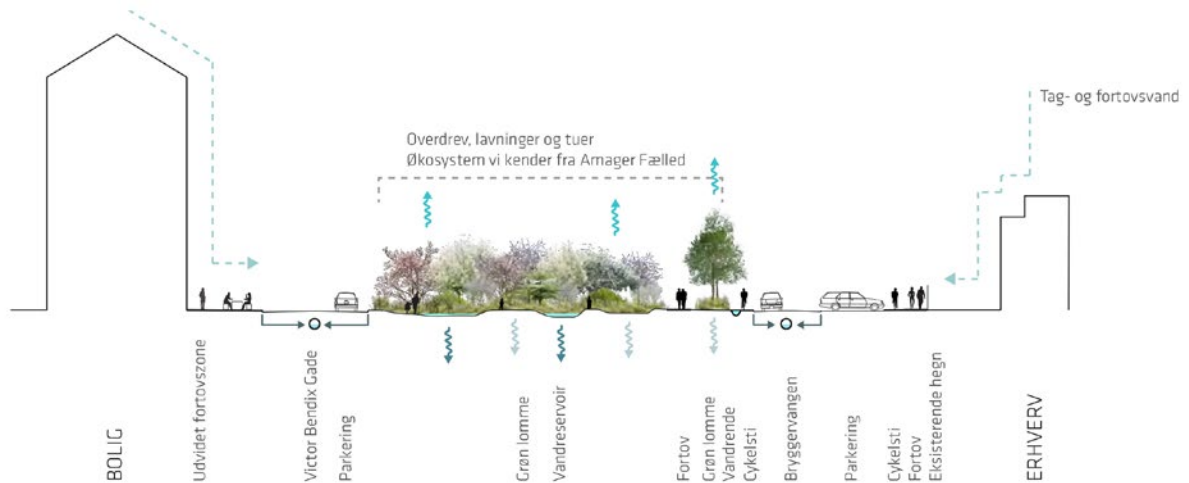 Tag- og fortovsvand
Overdrev, lavninger og tuer
Økosystem vi kender fra Amager Fælled
BOLIG
Udvidet fortovszone
Victor Bendix Gade
Parkering
Grøn lomme
Vandreservoir
Fortov
Grøn lomme
Vandrende
Cykelsti
Bryggervangen
Parkering
Cykelsti
Fortov
Eksisterende hegn
ERHVERV